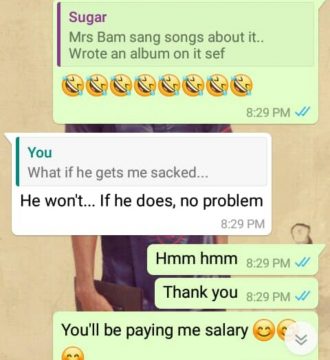 Sugar
Mrs Bam sang songs about it..
Wrote an album on it sef
🤣🤣🤣🤣🤣🤣🤣🤣
8:29 PM
You
What if he gets me sacked...
He won't... If he does, no problem
8:29 PM
Hmm hmm 8:29 PM
Thank you 8:29 PM
You'll be paying me salary 😊😊
😊